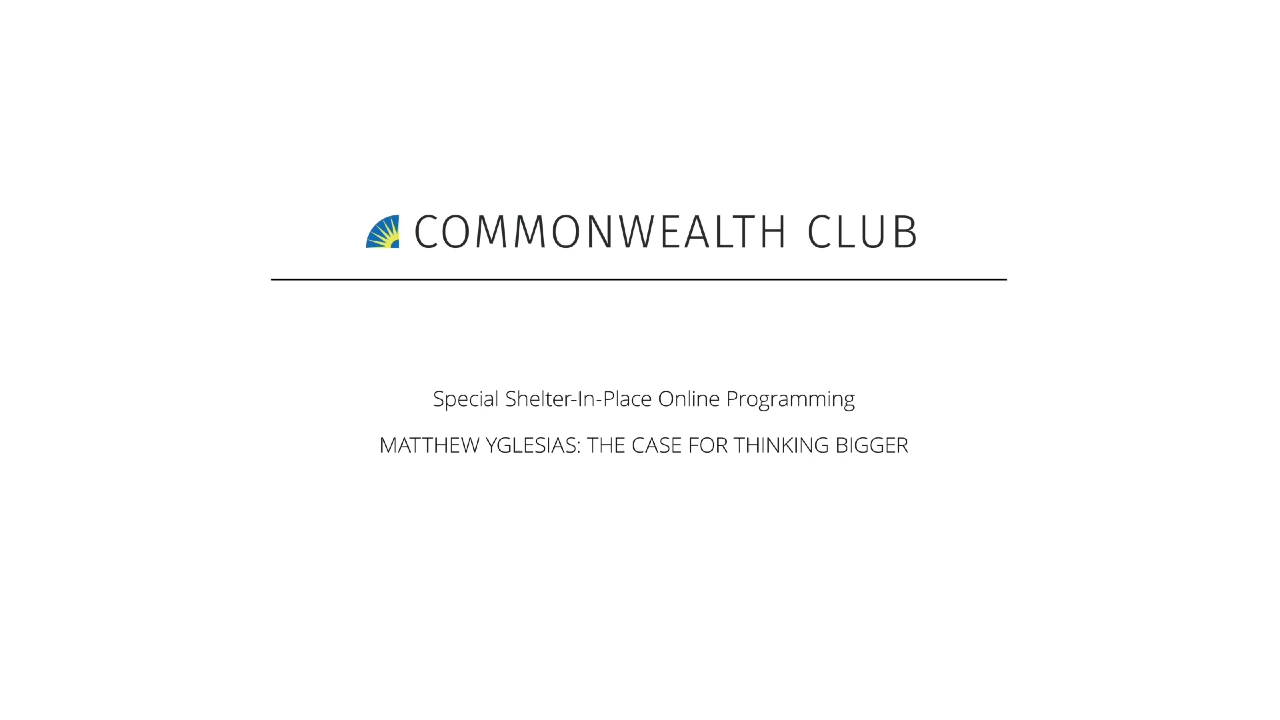 COMMONWEALTH CLUB
Special Shelter-In-Place Online Programming
MATTHEW YGLESIAS: THE CASE FOR THINKING BIGGER